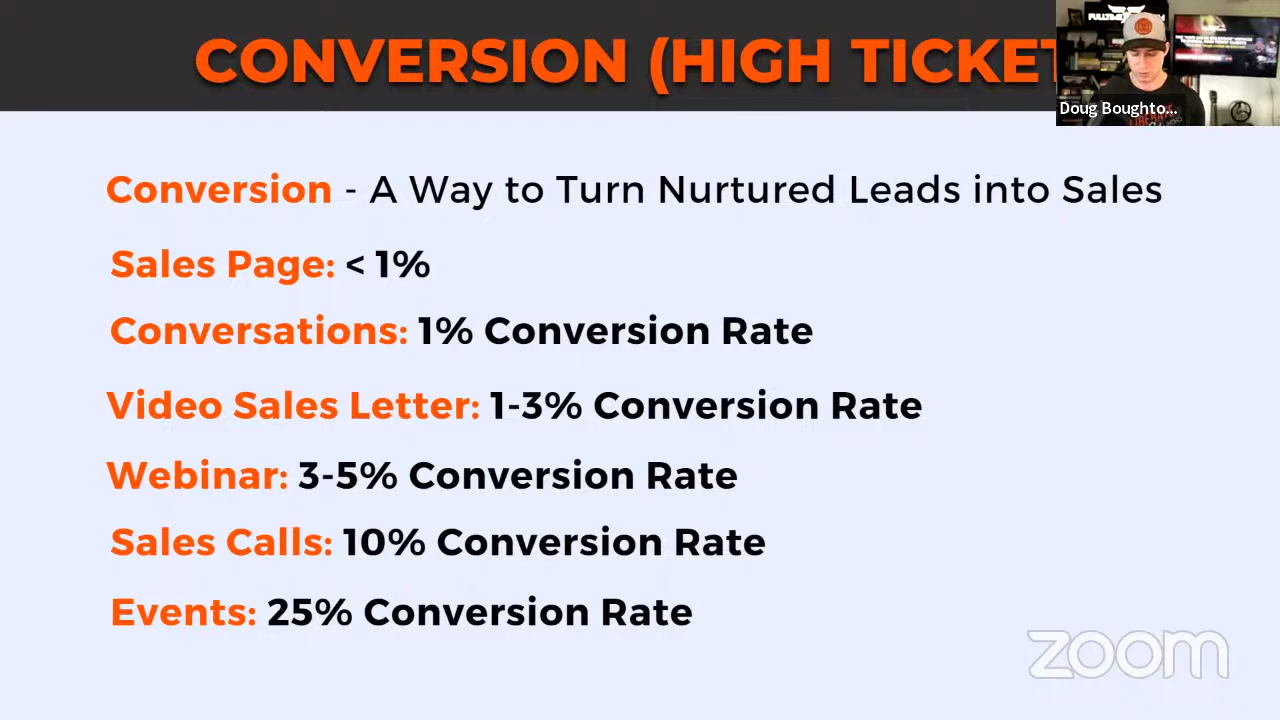 CONVERSION (HIGH TICKET
Doug Boughto...
Conversion - A Way to Turn Nurtured Leads into Sales
Sales Page: < 1%
Conversations: 1% Conversion Rate
Video Sales Letter: 1-3% Conversion Rate
Webinar: 3-5% Conversion Rate
Sales Calls: 10% Conversion Rate
Events: 25% Conversion Rate
zoom